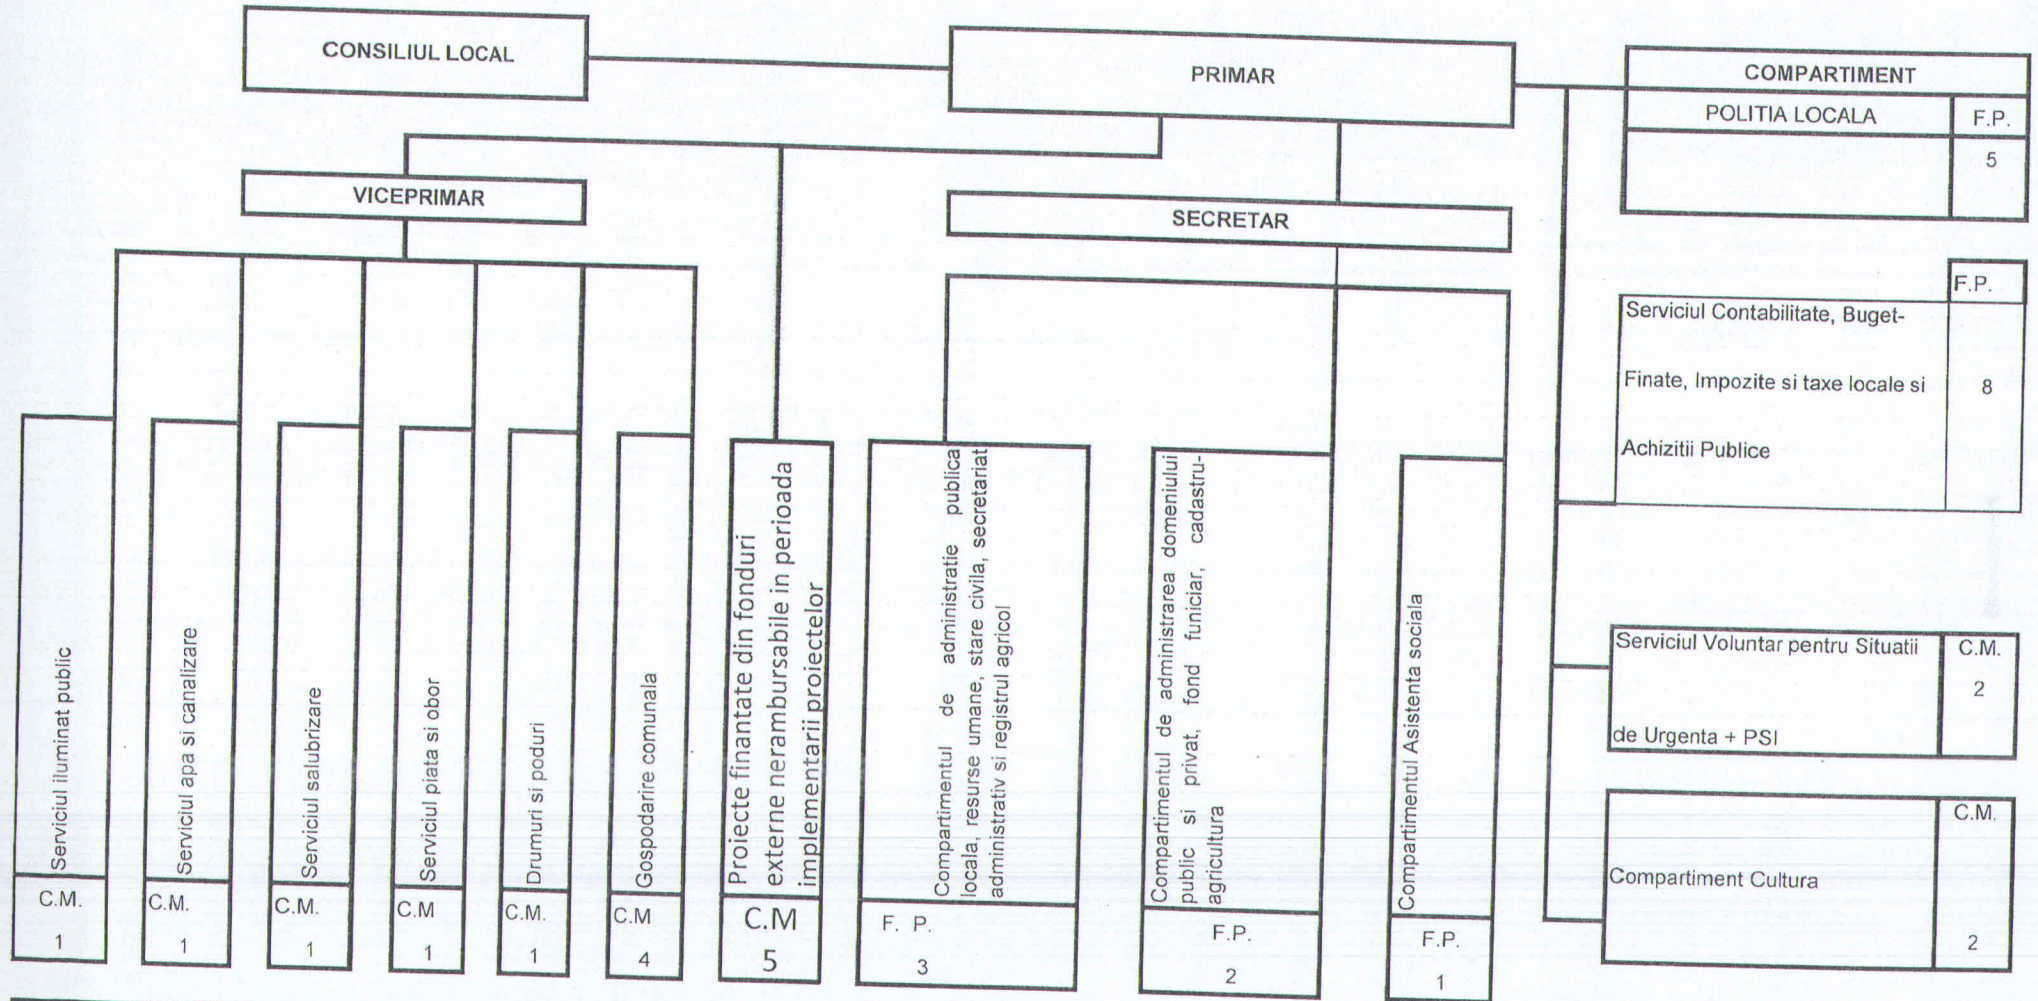 CONSILIUL LOCAL
PRIMAR
COMPARTIMENT
POLITIA LOCALA
F.P.
5
VICEPRIMAR
SECRETAR
F.P.
Serviciul Contabilitate, Buget-
Finate, Impozite si taxe locale si
8
Achizitii Publice
Serviciul Voluntar pentru Situatii
C.M.
2
de Urgenta + PSI
C.M.
Compartiment Cultura
2
Serviciul iluminat public
C.M.
1
Serviciul apa si canalizare
C.M.
1
Serviciul salubrizare
C.M.
1
Serviciul piata si obor
C.M
1
Drumuri si poduri
C.M.
1
Gospodarire comunala
C.M
4
Proiecte finantate din fonduri
externe nerambursabile in perioada
implementarii proiectelor
C.M
5
Compartimentul de administratie publica
locala, resurse umane, stare civila, secretariat
administrativ si registrul agricol
F. P.
3
Compartimentul de administrarea domeniului
public si privat, fond funiciar, cadastru-
agricultura
F.P.
2
Compartimentul Asistenta sociala
F.P.
1